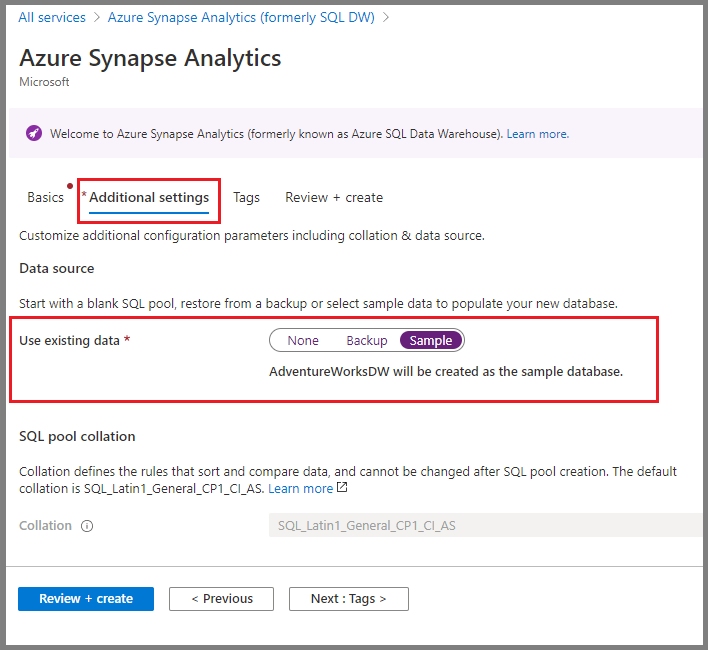 All services > Azure Synapse Analytics (formerly SQL DW) >
Azure Synapse Analytics
Microsoft
Welcome to Azure Synapse Analytics (formerly known as Azure SQL Data Warehouse). Learn more.
Basics * Additional settings Tags Review + create
Customize additional configuration parameters including collation & data source.
Data source
Start with a blank SQL pool, restore from a backup or select sample data to populate your new database.
Use existing data * None Backup Sample
AdventureWorksDW will be created as the sample database.
SQL pool collation
Collation defines the rules that sort and compare data, and cannot be changed after SQL pool creation. The default
collation is SQL_Latin1_General_CP1_CI_AS. Learn more
Collation SQL_Latin1_General_CP1_CI_AS
Review + create < Previous Next : Tags >